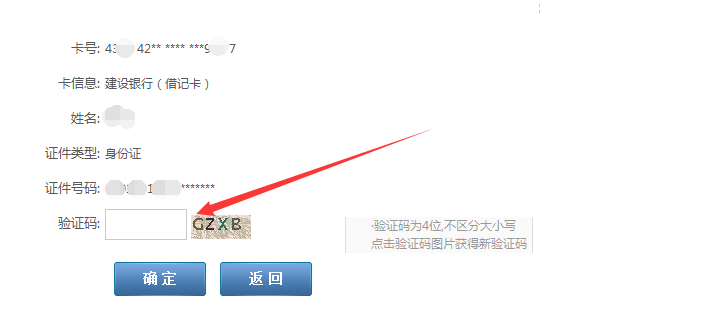 卡号: 43 42** **** ***9 7
卡信息: 建设银行（借记卡）
姓名:
证件类型: 身份证
证件号码: 1 *******
验证码: GZXB
·验证码为4位,不区分大小写
点击验证码图片获得新验证码
确定 返回